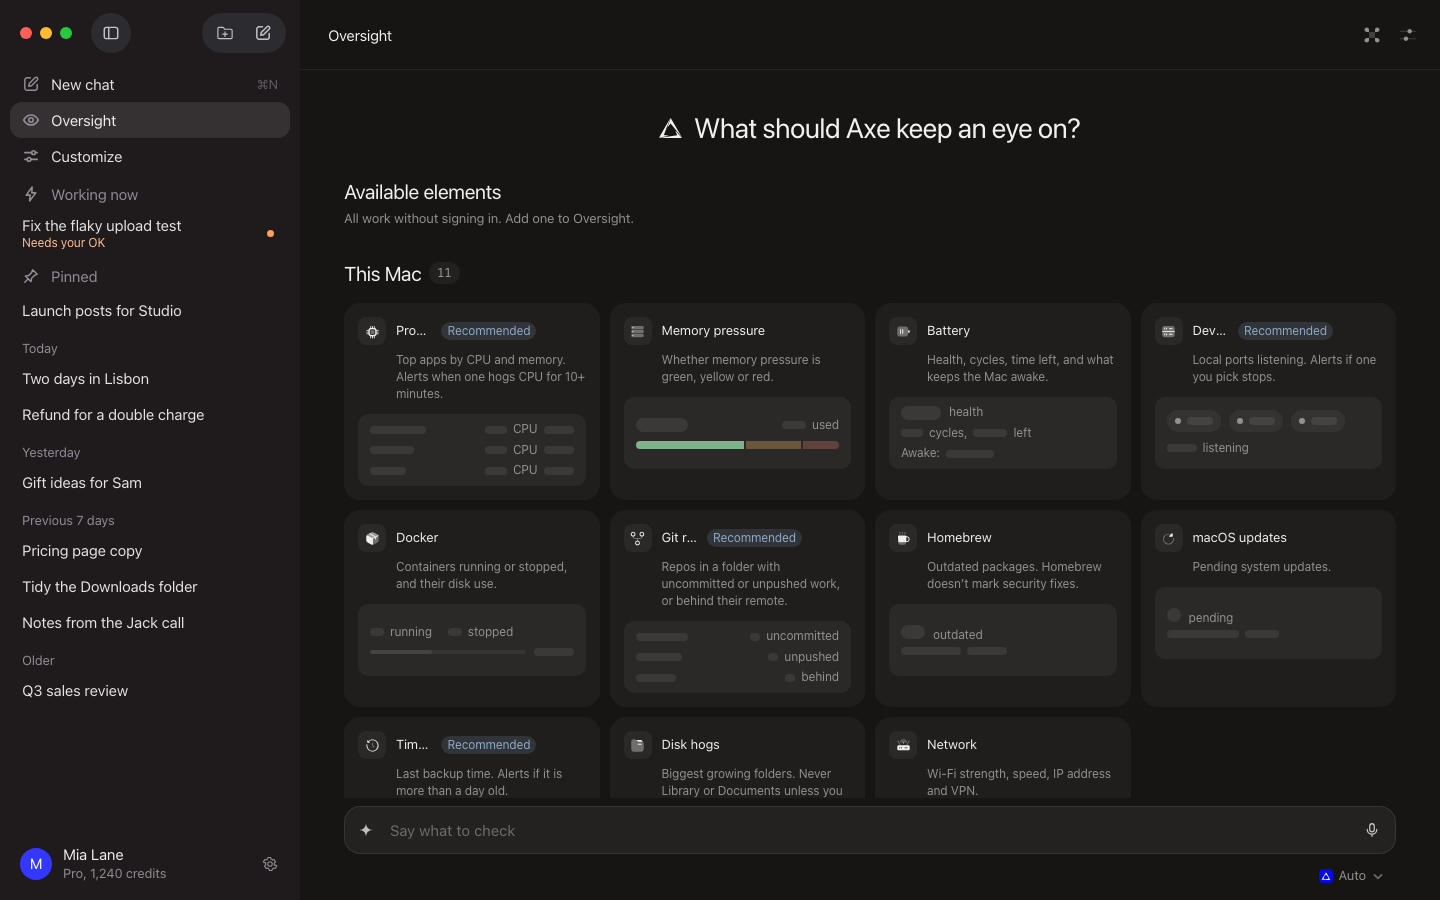 Oversight
New chat
⌘N
Oversight
Customize
Working now
Fix the flaky upload test
Needs your OK
Pinned
Launch posts for Studio
Today
Two days in Lisbon
Refund for a double charge
Yesterday
Gift ideas for Sam
Previous 7 days
Pricing page copy
Tidy the Downloads folder
Notes from the Jack call
Older
Q3 sales review
M
Mia Lane
Pro, 1,240 credits
What should Axe keep an eye on?
Available elements
All work without signing in. Add one to Oversight.
This Mac 11
Pro... Recommended
Top apps by CPU and memory.
Alerts when one hogs CPU for 10+
minutes.
CPU
CPU
CPU
Memory pressure
Whether memory pressure is
green, yellow or red.
used
Battery
Health, cycles, time left, and what
keeps the Mac awake.
health
cycles, left
Awake:
Dev... Recommended
Local ports listening. Alerts if one
you pick stops.
listening
Docker
Containers running or stopped,
and their disk use.
running stopped
Git r... Recommended
Repos in a folder with
uncommitted or unpushed work,
or behind their remote.
uncommitted
unpushed
behind
Homebrew
Outdated packages. Homebrew
doesn't mark security fixes.
outdated
macOS updates
Pending system updates.
pending
Tim... Recommended
Last backup time. Alerts if it is
more than a day old.
Disk hogs
Biggest growing folders. Never
Library or Documents unless you
Network
Wi-Fi strength, speed, IP address
and VPN.
Say what to check
Auto